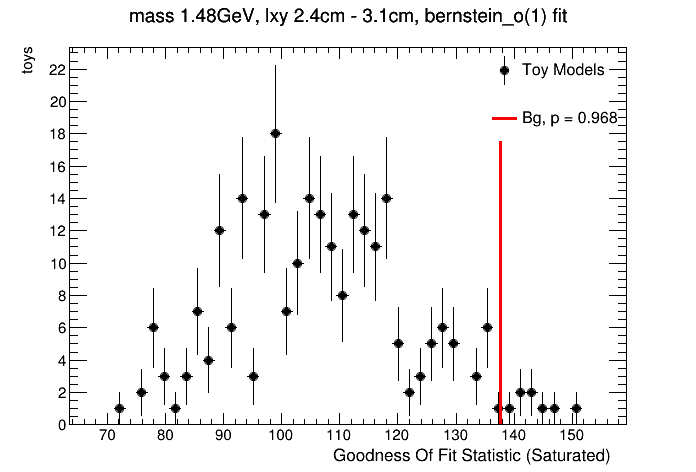 mass 1.48GeV, lxy 2.4cm - 3.1cm, bernstein_o(1) fit
toys
Toy Models
Bg, p = 0.968
22
20
18
16
14
12
10
8
6
4
2
0
70 80 90 100 110 120 130 140 150
Goodness Of Fit Statistic (Saturated)